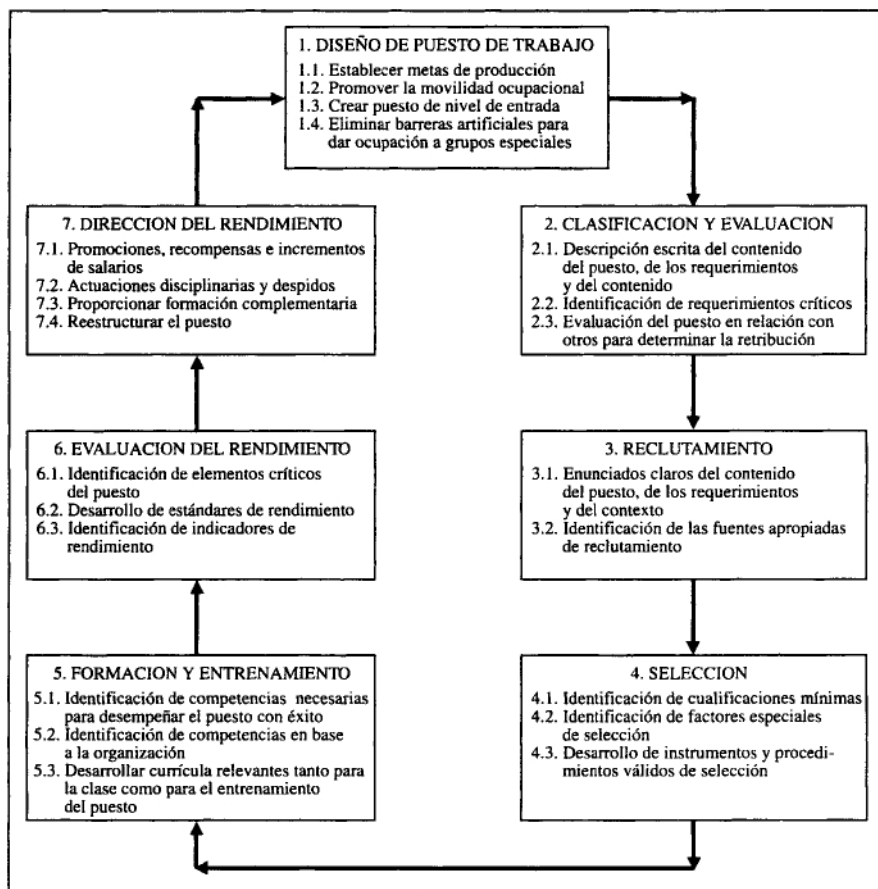 1. DISEÑO DE PUESTO DE TRABAJO
1.1. Establecer metas de producción
1.2. Promover la movilidad ocupacional
1.3. Crear puesto de nivel de entrada
1.4. Eliminar barreras artificiales para
dar ocupación a grupos especiales
2. CLASIFICACION Y EVALUACION
2.1. Descripción escrita del contenido
del puesto, de los requerimientos
y del contenido
2.2. Identificación de requerimientos críticos
2.3. Evaluación del puesto en relación con
otros para determinar la retribución
3. RECLUTAMIENTO
3.1. Enunciados claros del contenido
del puesto, de los requerimientos
y del contexto
3.2. Identificación de las fuentes apropiadas
de reclutamiento
4. SELECCION
4.1. Identificación de cualificaciones mínimas
4.2. Identificación de factores especiales
de selección
4.3. Desarrollo de instrumentos y procedi-
mientos válidos de selección
5. FORMACION Y ENTRENAMIENTO
5.1. Identificación de competencias necesarias
para desempeñar el puesto con éxito
5.2. Identificación de competencias en base
a la organización
5.3. Desarrollar currícula relevantes tanto para
la clase como para el entrenamiento
del puesto
6. EVALUACION DEL RENDIMIENTO
6.1. Identificación de elementos críticos
del puesto
6.2. Desarrollo de estándares de rendimiento
6.3. Identificación de indicadores de
rendimiento
7. DIRECCION DEL RENDIMIENTO
7.1. Promociones, recompensas e incrementos
de salarios
7.2. Actuaciones disciplinarias y despidos
7.3. Proporcionar formación complementaria
7.4. Reestructurar el puesto